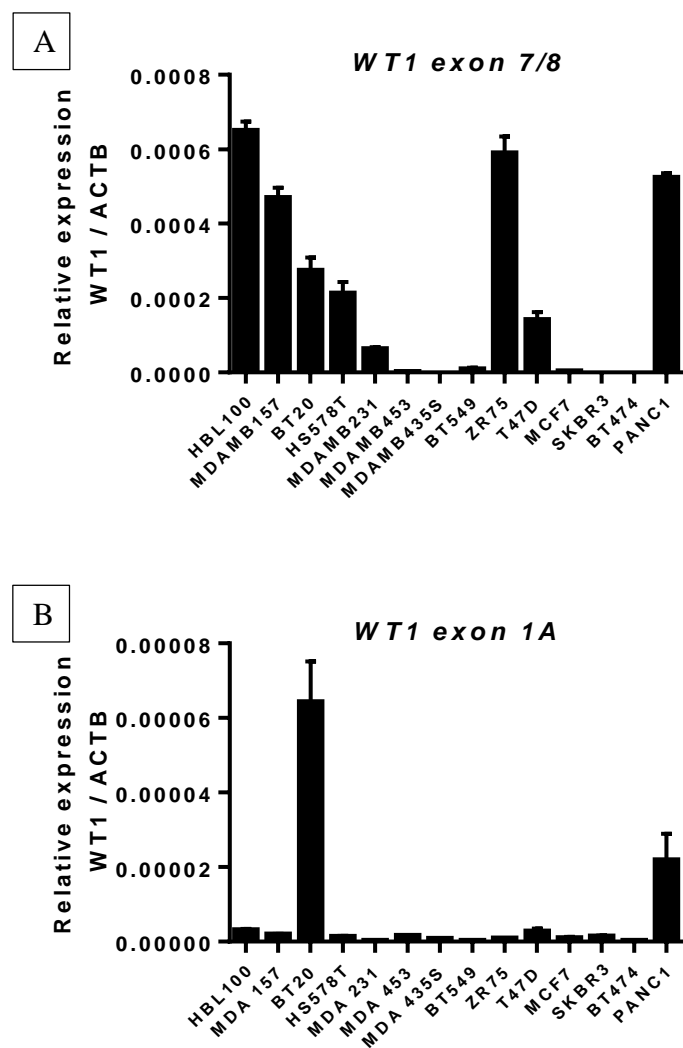 A
WT1 exon 7/8
Relative expression
WT1 / ACTB
0.0008
0.0006
0.0004
0.0002
0.0000
HBL100
MDAMB157
BT20
HS578T
MDAMB231
MDAMB453
MDAMB435S
BT549
ZR75
T47D
MCF7
SKBR3
BT474
PANC1
B
WT1 exon 1A
Relative expression
WT1 / ACTB
0.00008
0.00006
0.00004
0.00002
0.00000
HBL100
MDA 157
BT20
HS578T
MDA 231
MDA 453
MDA 435S
BT549
ZR75
T47D
MCF7
SKBR3
BT474
PANC1